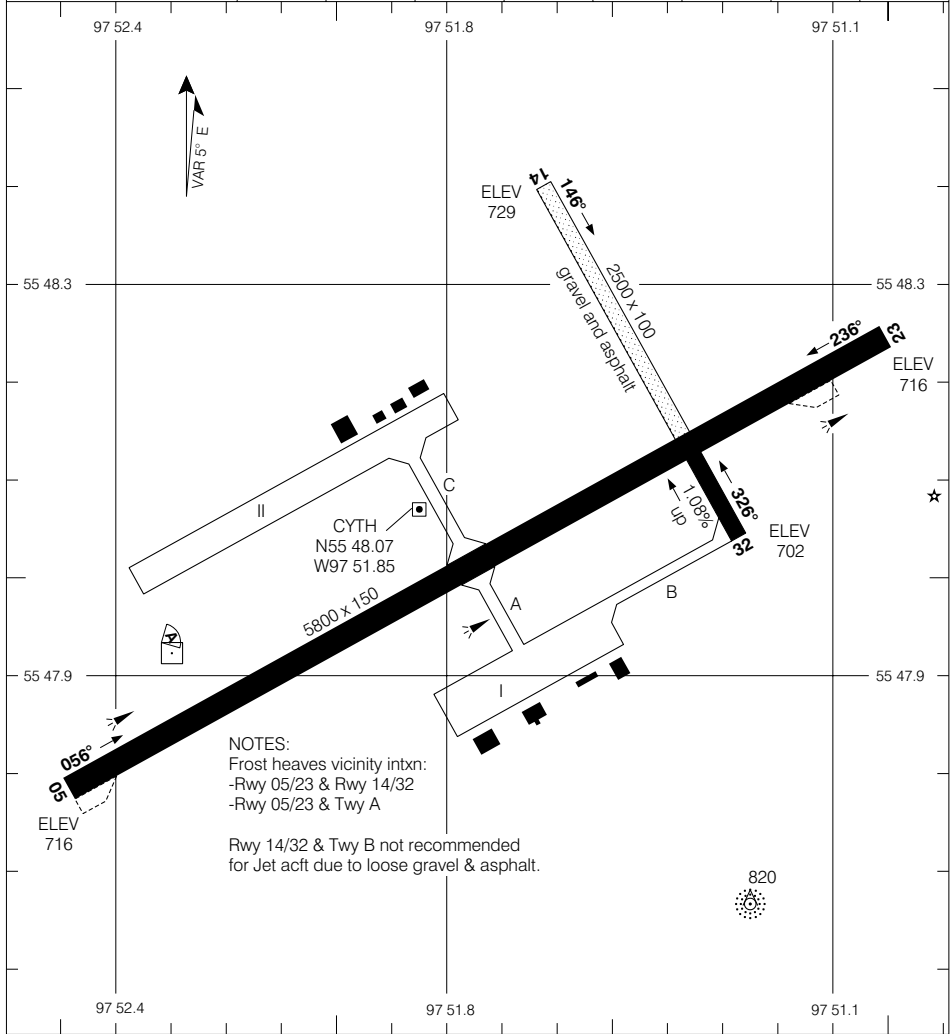 97 52.4
97 51.8
97 51.1
VAR 5° E
ELEV
729
14
146°
2500 x 100
gravel and asphalt
55 48.3
55 48.3
236°
23
ELEV
716
C
II
CYTH
N55 48.07
W97 51.85
1.08%
up
326°
ELEV
702
32
5800 x 150
A
B
A
55 47.9
I
55 47.9
056°
05
ELEV
716
NOTES:
Frost heaves vicinity intxn:
-Rwy 05/23 & Rwy 14/32
-Rwy 05/23 & Twy A
Rwy 14/32 & Twy B not recommended
for Jet acft due to loose gravel & asphalt.
820
97 52.4
97 51.8
97 51.1